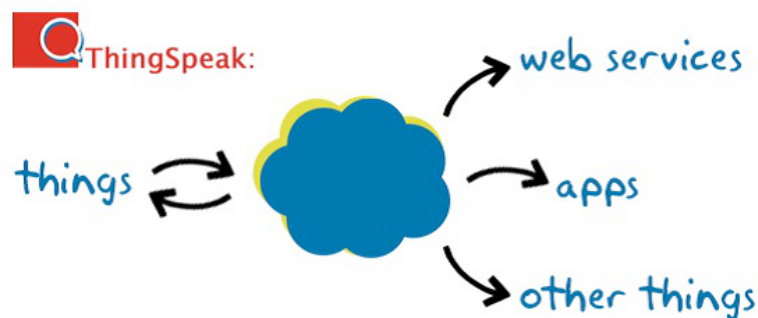 ThingSpeak:
web services
things
apps
other things